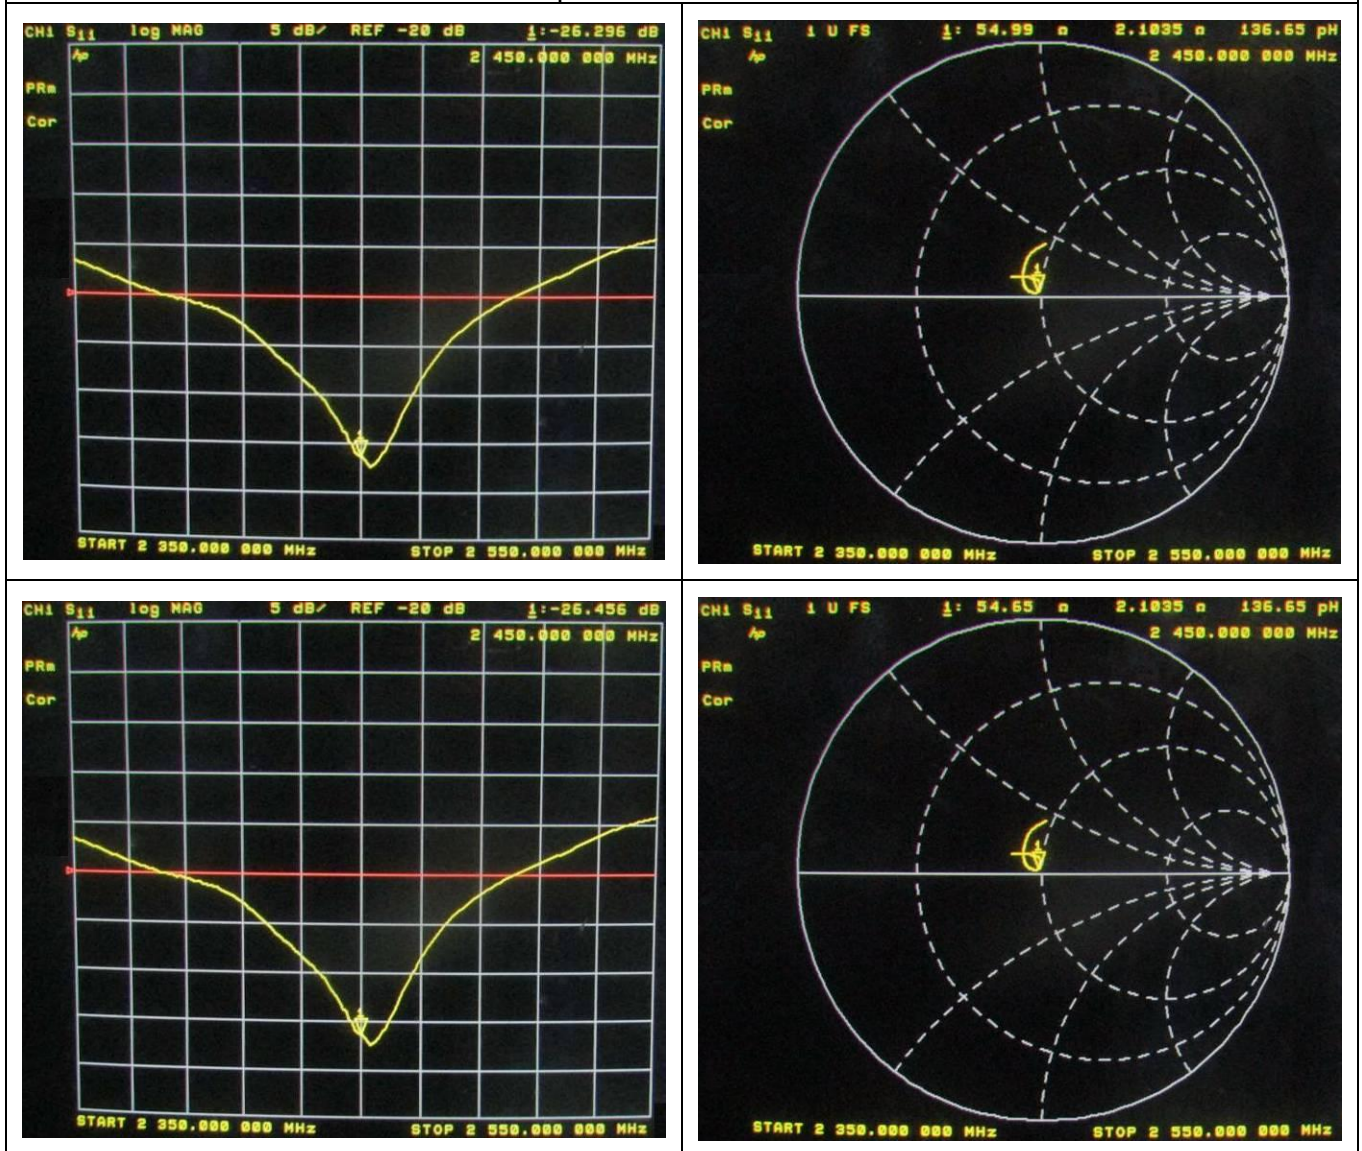 CH1 S11 log MAG 5 dB/ REF -20 dB 1:-26.296 dB
hp
2 450.000 000 MHz
PRm
Cor
START 2 350.000 000 MHz STOP 2 550.000 000 MHz
CH1 S11 1 U FS 1: 54.99 Ω 2.1035 Ω 136.65 pH
hp
2 450.000 000 MHz
PRm
Cor
1
START 2 350.000 000 MHz STOP 2 550.000 000 MHz
CH1 S11 log MAG 5 dB/ REF -20 dB 1:-26.456 dB
hp
2 450.000 000 MHz
PRm
Cor
START 2 350.000 000 MHz STOP 2 550.000 000 MHz
CH1 S11 1 U FS 1: 54.65 Ω 2.1035 Ω 136.65 pH
hp
2 450.000 000 MHz
PRm
Cor
1
START 2 350.000 000 MHz STOP 2 550.000 000 MHz